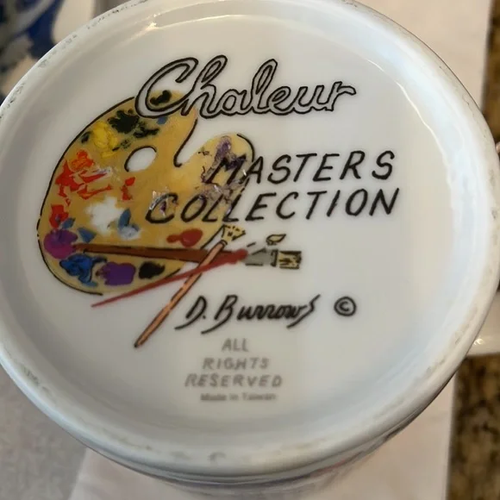 Chaleur
MASTERS
COLLECTION
D. Burrows ©
ALL
RIGHTS
RESERVED
Made in Taiwan